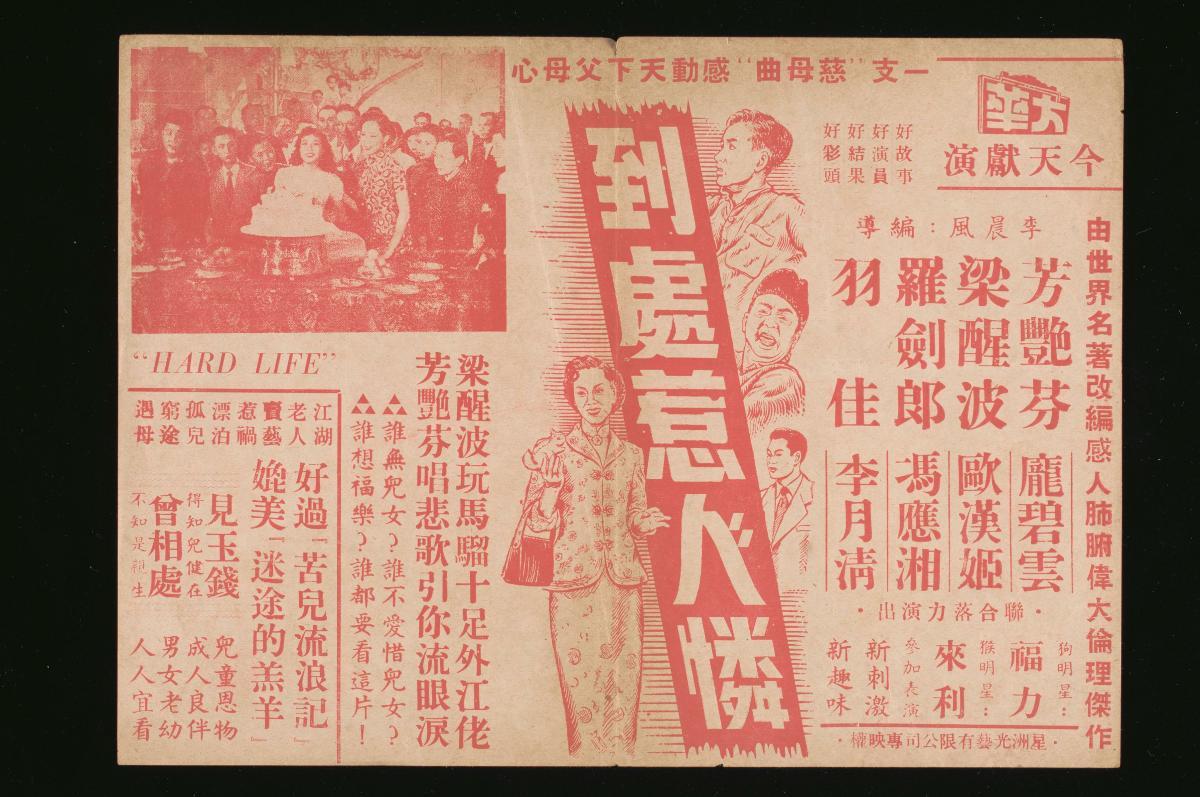 一支“慈母曲”感動天下父母心
大華
今天獻演
由世界名著改編感人肺腑偉大倫理傑作
李晨風：編導
芳艷芬
梁醒波
羅劍郎
羽佳
龐碧雲
歐漢姬
馮應湘
李月清
·聯合落力演出·
狗明星：
福力
猴明星：
來利
參加表演
新刺激
新趣味
·星洲光藝有限公司專映權·
好故事
好演員
好結果
好彩頭
到處惹人憐
“HARD LIFE”
梁醒波玩馬騮十足外江佬
芳艷芬唱悲歌引你流眼淚
誰無兒女？誰不愛惜兒女？
誰想福樂？誰都要看這片！
江湖
老人
賣藝
惹禍
漂泊
孤兒
窮途
遇母
好過「苦兒流浪記」
媲美「迷途的羔羊」
見玉錢
得知兒健在
曾相處
不知是親生
兒童恩物
成人良伴
男女老幼
人人宜看